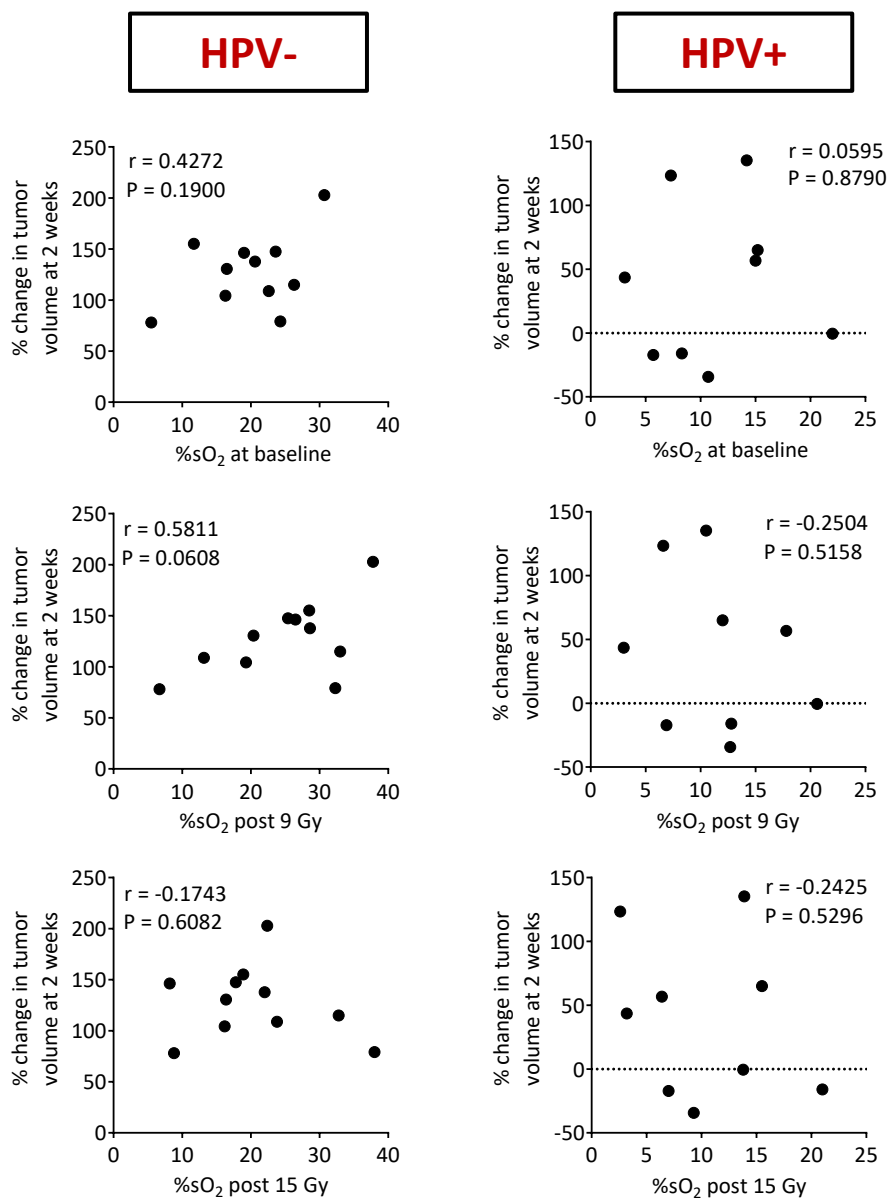 HPV-
HPV+
r = 0.4272
P = 0.1900
% change in tumor
volume at 2 weeks
250
200
150
100
50
0
0 10 20 30 40
%sO₂ at baseline
r = 0.0595
P = 0.8790
% change in tumor
volume at 2 weeks
150
100
50
0
-50
0 5 10 15 20 25
%sO₂ at baseline
r = 0.5811
P = 0.0608
% change in tumor
volume at 2 weeks
250
200
150
100
50
0
0 10 20 30 40
%sO₂ post 9 Gy
r = -0.2504
P = 0.5158
% change in tumor
volume at 2 weeks
150
100
50
0
-50
0 5 10 15 20 25
%sO₂ post 9 Gy
r = -0.1743
P = 0.6082
% change in tumor
volume at 2 weeks
250
200
150
100
50
0
0 10 20 30 40
%sO₂ post 15 Gy
r = -0.2425
P = 0.5296
% change in tumor
volume at 2 weeks
150
100
50
0
-50
0 5 10 15 20 25
%sO₂ post 15 Gy